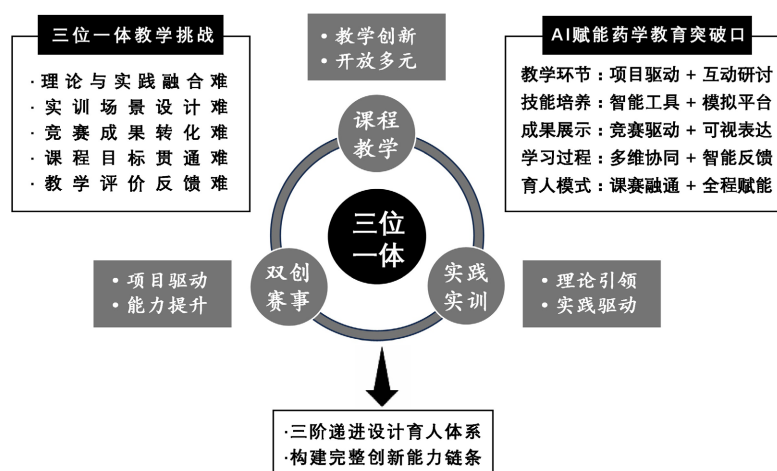 三位一体教学挑战
·理论与实践融合难
·实训场景设计难
·竞赛成果转化难
·课程目标贯通难
·教学评价反馈难
• 教学创新
• 开放多元
AI赋能药学教育突破口
教学环节：项目驱动 + 互动研讨
技能培养：智能工具 + 模拟平台
成果展示：竞赛驱动 + 可视表达
学习过程：多维协同 + 智能反馈
育人模式：课赛融通 + 全程赋能
课程
教学
三位
一体
• 项目驱动
• 能力提升
双创
赛事
实践
实训
• 理论引领
• 实践驱动
·三阶递进设计育人体系
·构建完整创新能力链条